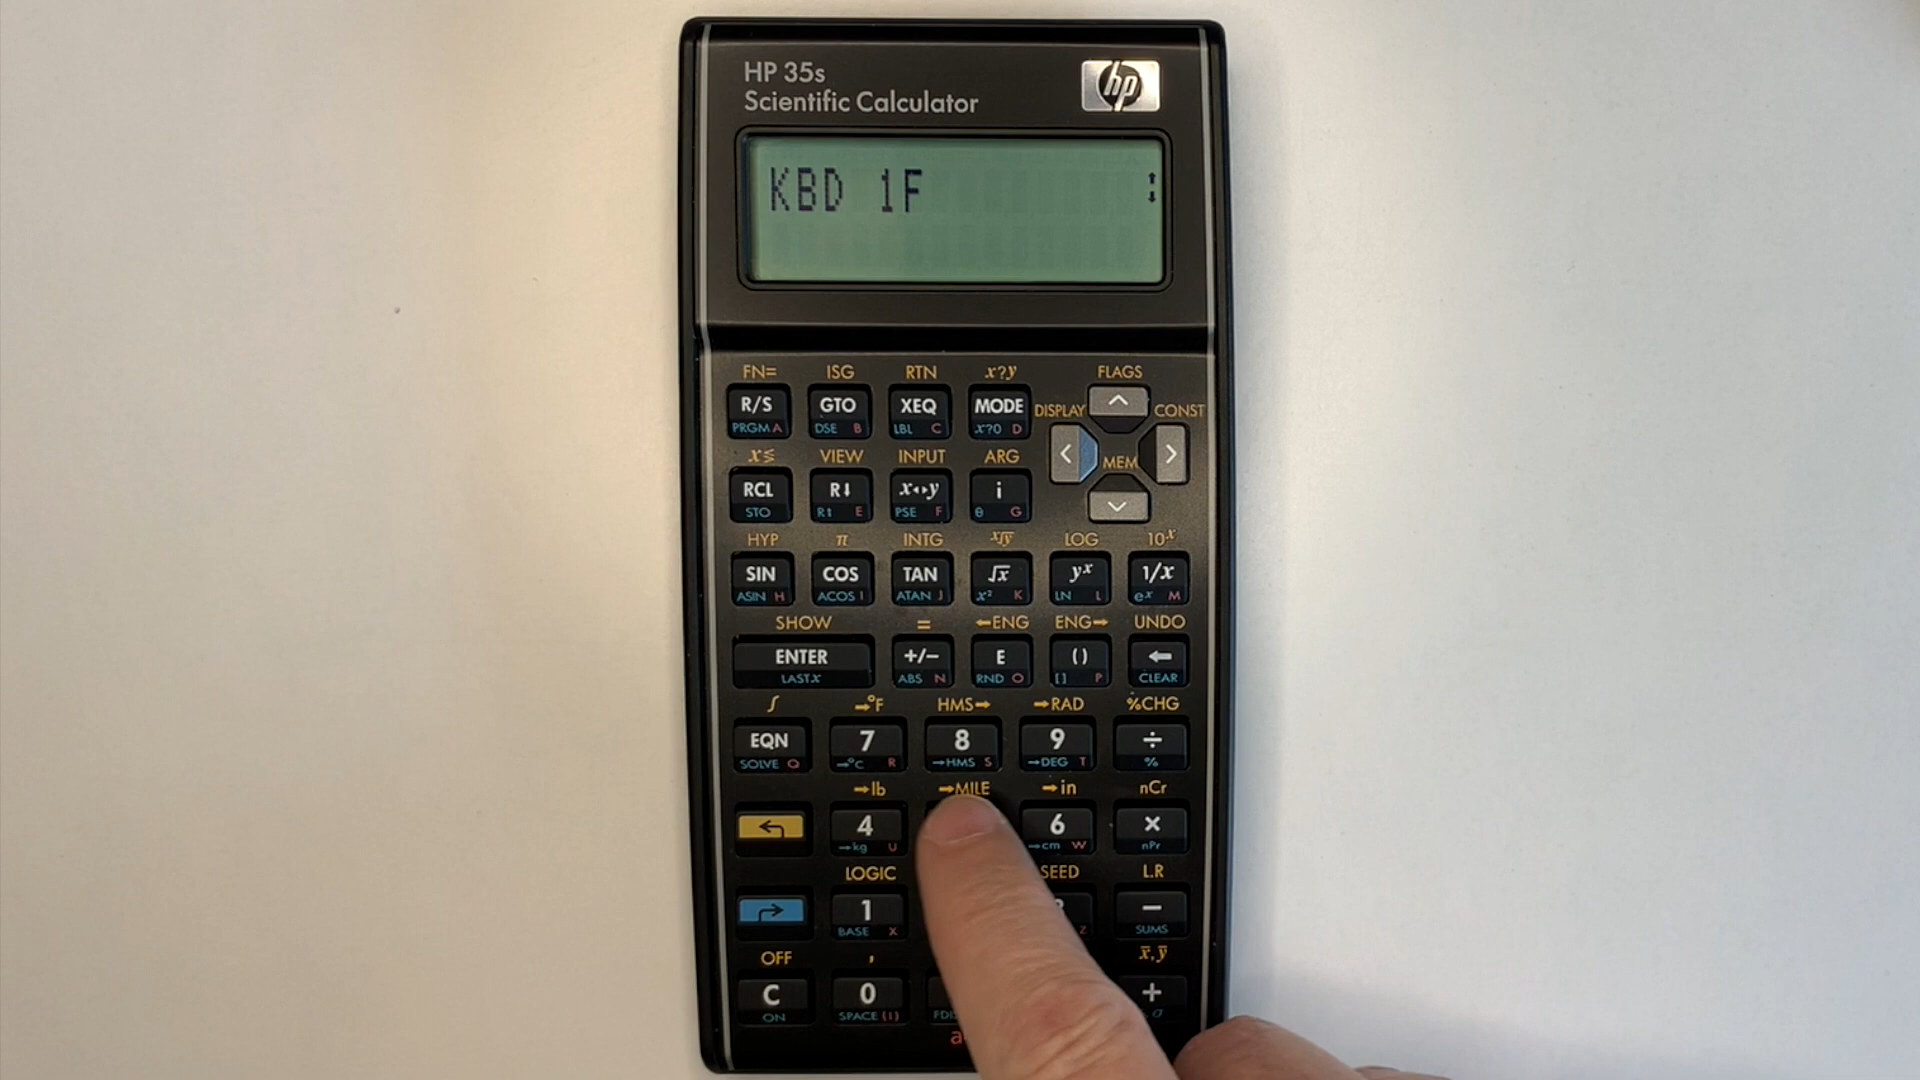 HP 35s
Scientific Calculator
hp
KBD 1F
FN= ISG RTN x?y FLAGS
R/S GTO XEQ MODE DISPLAY CONST
PRGM A DSE B LBL C x?0 D
x≶ VIEW INPUT ARG MEM
RCL R↓ x↔y i
STO R↑ E PSE F θ G
HYP π INTG ˣ√y LOG 10ˣ
SIN COS TAN √x yˣ 1/x
ASIN H ACOS I ATAN J x² K LN L eˣ M
SHOW = ←ENG ENG→ UNDO
ENTER +/− E () ←
LASTx ABS N RND O [] P CLEAR
∫ →°F HMS→ →RAD %CHG
EQN 7 8 9 ÷
SOLVE Q →°C R →HMS S →DEG T %
→lb →MILE →in nCr
4 6 ×
→kg U →cm W nPr
LOGIC SEED L.R
1 −
BASE X Z SUMS
OFF , x̄,ȳ
C 0 +
ON SPACE (I) σ